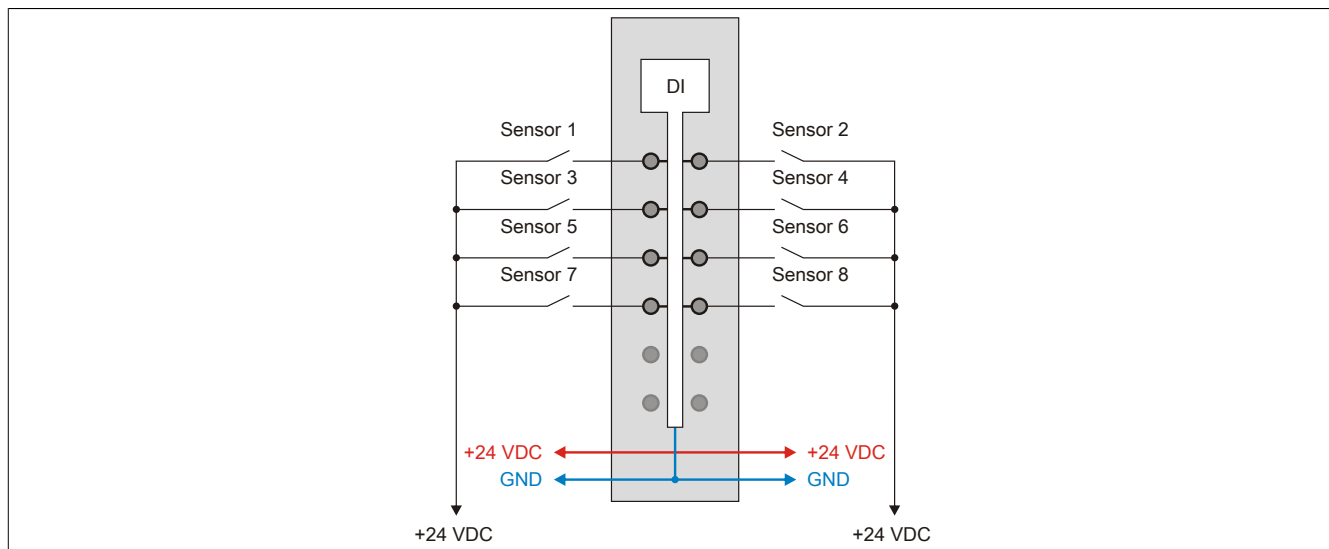 DI
Sensor 1
Sensor 2
Sensor 3
Sensor 4
Sensor 5
Sensor 6
Sensor 7
Sensor 8
+24 VDC
+24 VDC
GND
GND
+24 VDC
+24 VDC